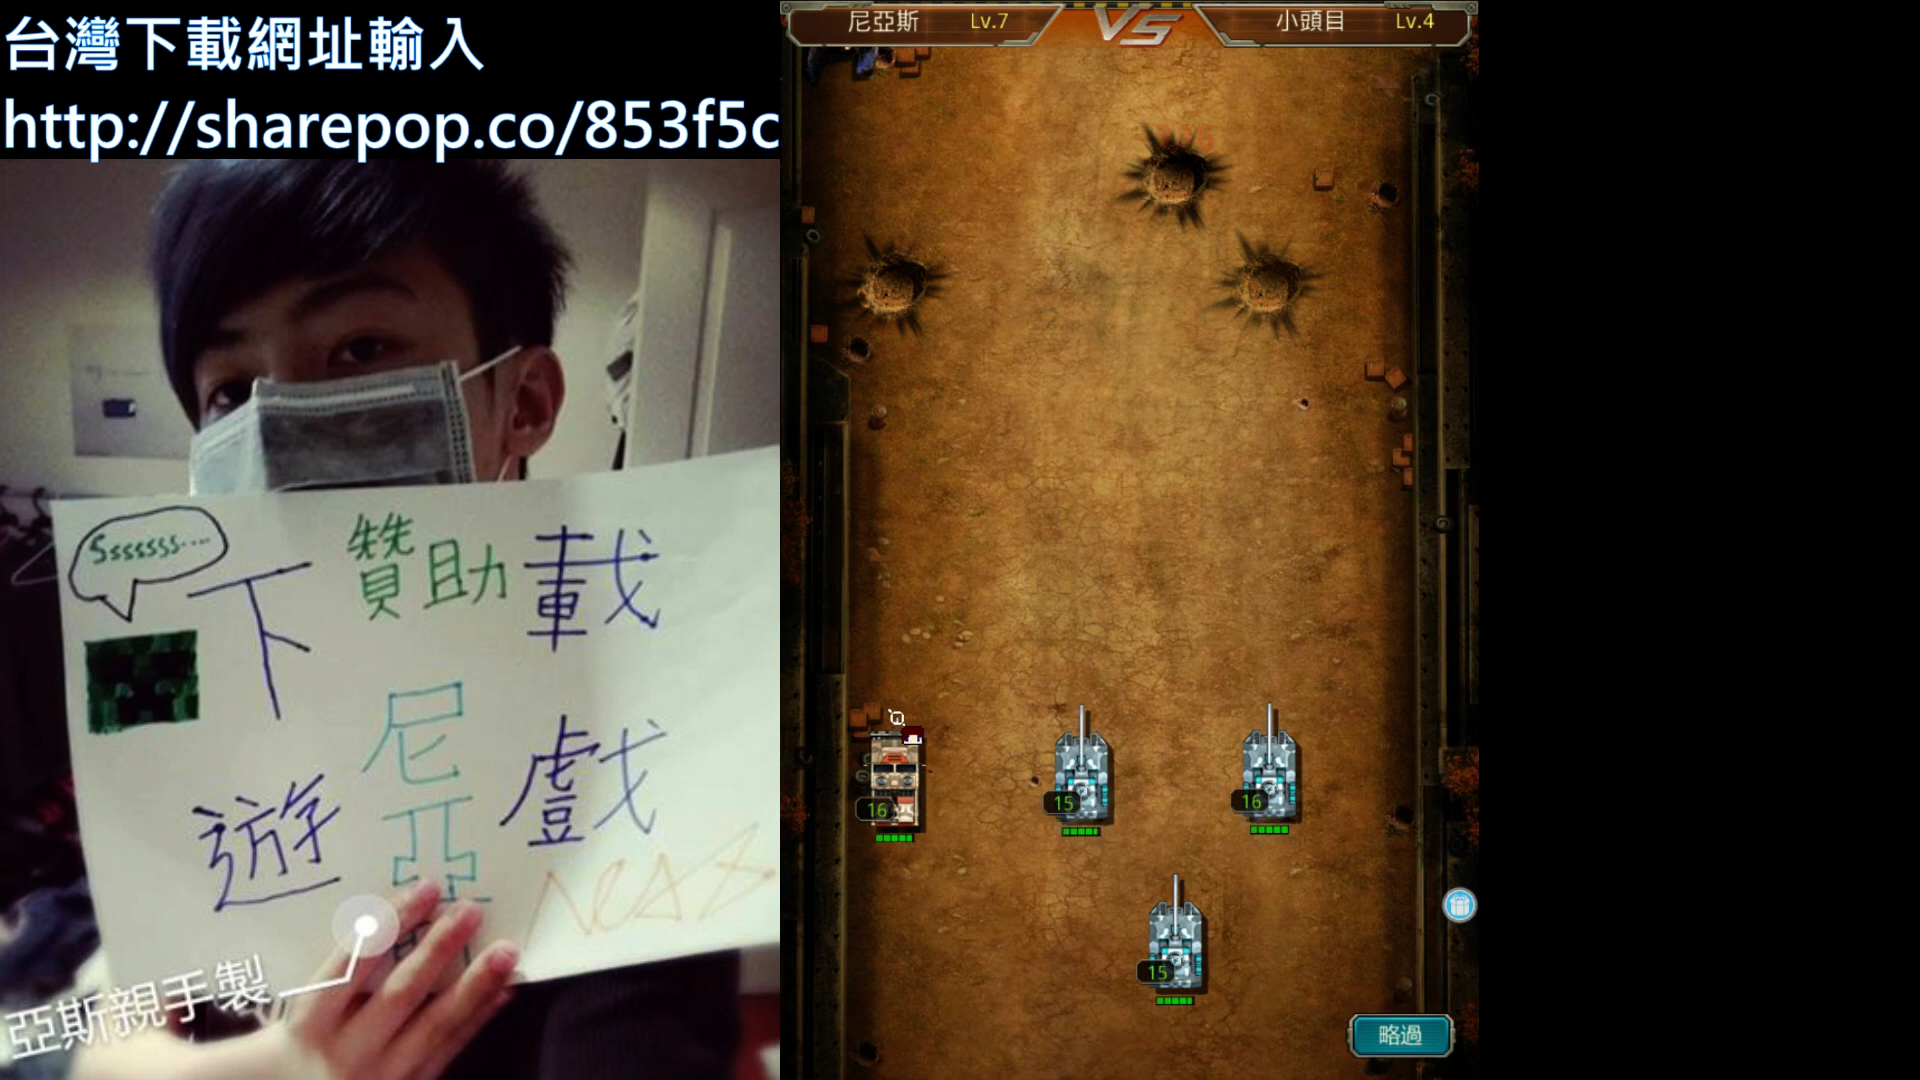 台灣下載網址輸入
http://sharepop.co/853f5c
Sssssss....
贊助
下載
遊戲
尼亞
Ness
亞斯親手製
尼亞斯 Lv.7 VS 小頭目 Lv.4
16
15
16
15
略過